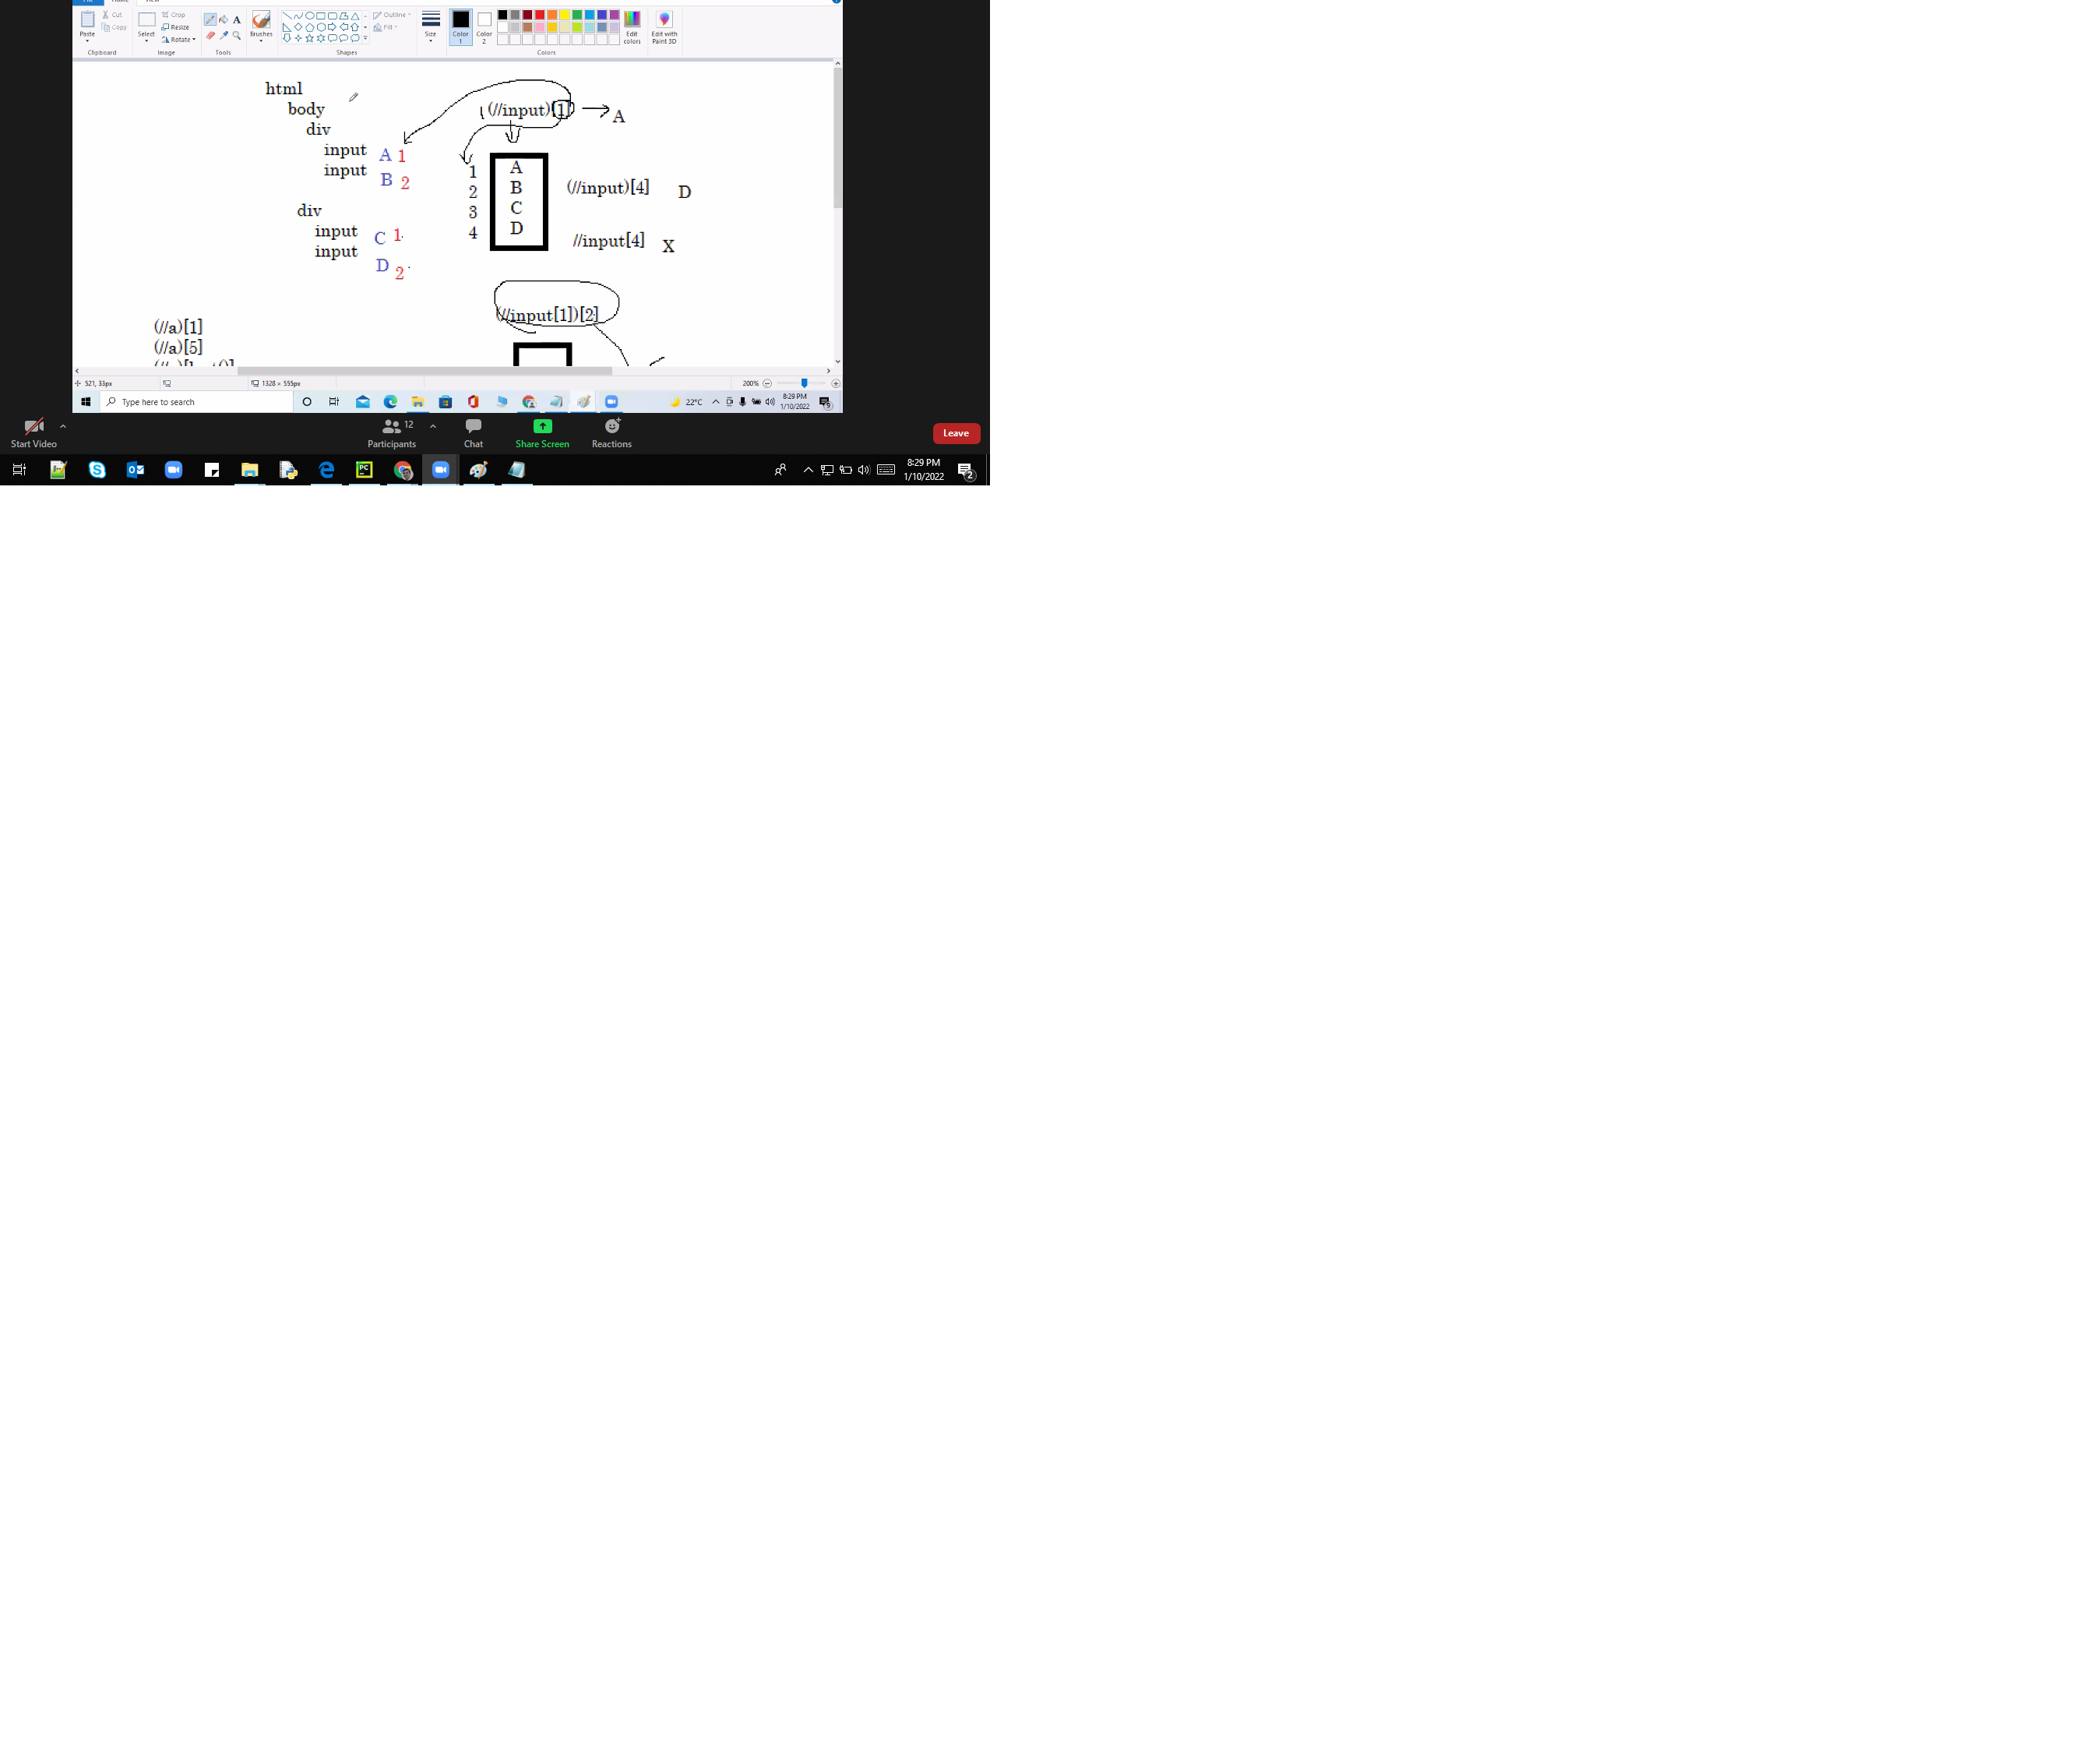 Cut
Copy
Paste
Clipboard
Crop
Resize
Rotate
Select
Image
A
Tools
Brushes
Outline
Fill
Shapes
Size
Color
1
Color
2
Edit
colors
Edit with
Paint 3D
Colors
html
body
div
input A 1
input B 2
div
input C 1
input D 2
(//a)[1]
(//a)[5]
(//input)[1] A
1 A
2 B
3 C
4 D
(//input)[4] D
//input[4] X
(//input[1])[2]
521, 33px
1328 × 555px
200%
Type here to search
22°C
8:29 PM
1/10/2022
9
Start Video
12
Participants
Chat
Share Screen
Reactions
Leave
PC
8:29 PM
1/10/2022
2